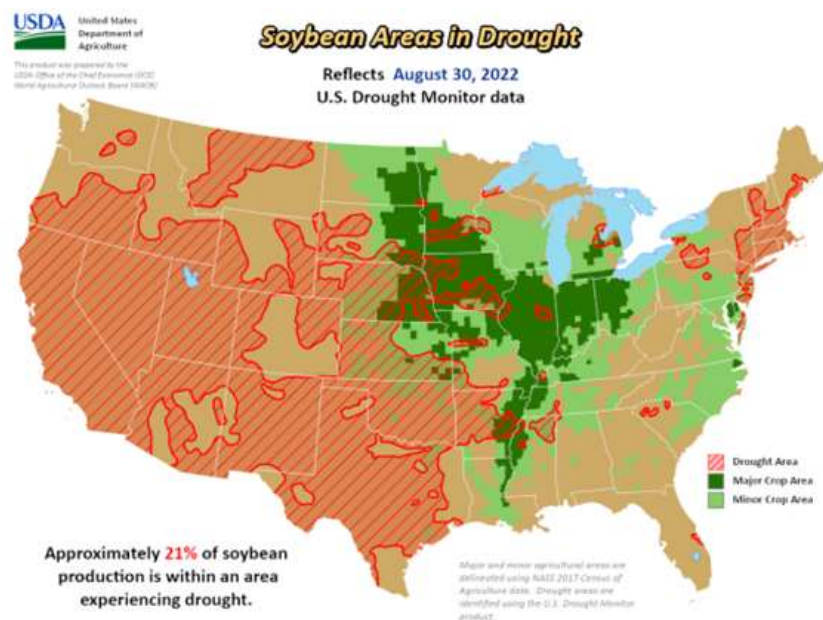 USDA
United States
Department of
Agriculture
This product was prepared by the
USDA Office of the Chief Economist (OCE)
World Agricultural Outlook Board (WAOB)
Soybean Areas in Drought
Reflects August 30, 2022
U.S. Drought Monitor data
Drought Area
Major Crop Area
Minor Crop Area
Approximately 21% of soybean
production is within an area
experiencing drought.
Major and minor agricultural areas are
delineated using NASS 2017 Census of
Agriculture data. Drought areas are
identified using the U.S. Drought Monitor
product.